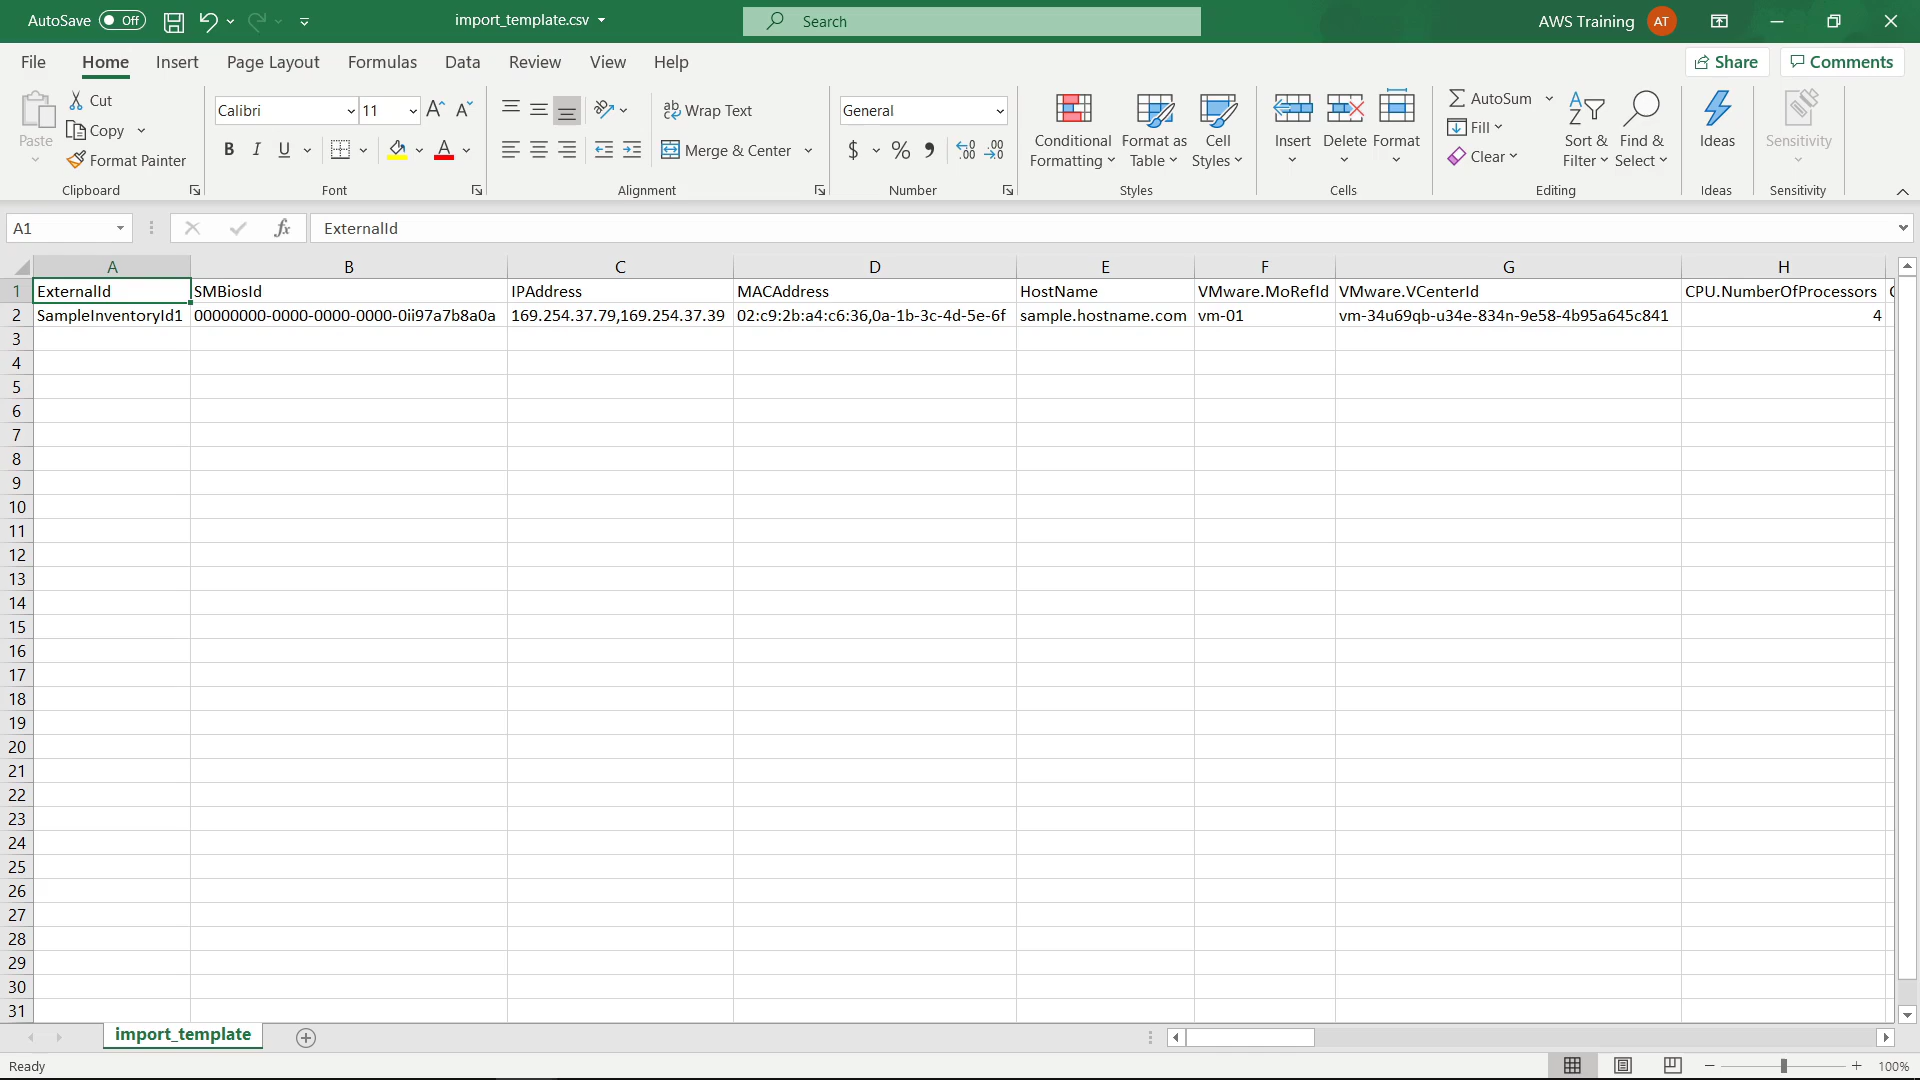 AutoSave Off import_template.csv Search AWS Training AT
File Home Insert Page Layout Formulas Data Review View Help Share Comments
Paste Cut Copy Format Painter Clipboard
Calibri 11 B I U A Font
Wrap Text Merge & Center Alignment
General $ % Number
Conditional Formatting Format as Table Cell Styles Styles
Insert Delete Format Cells
AutoSum Fill Clear Sort & Filter Find & Select Editing
Ideas Ideas
Sensitivity Sensitivity
A1 fx ExternalId
A B C D E F G H
1 ExternalId SMBiosId IPAddress MACAddress HostName VMware.MoRefId VMware.VCenterId CPU.NumberOfProcessors
2 SampleInventoryId1 00000000-0000-0000-0000-0ii97a7b8a0a 169.254.37.79,169.254.37.39 02:c9:2b:a4:c6:36,0a-1b-3c-4d-5e-6f sample.hostname.com vm-01 vm-34u69qb-u34e-834n-9e58-4b95a645c841 4
3
4
5
6
7
8
9
10
11
12
13
14
15
16
17
18
19
20
21
22
23
24
25
26
27
28
29
30
31
import_template
Ready 100%